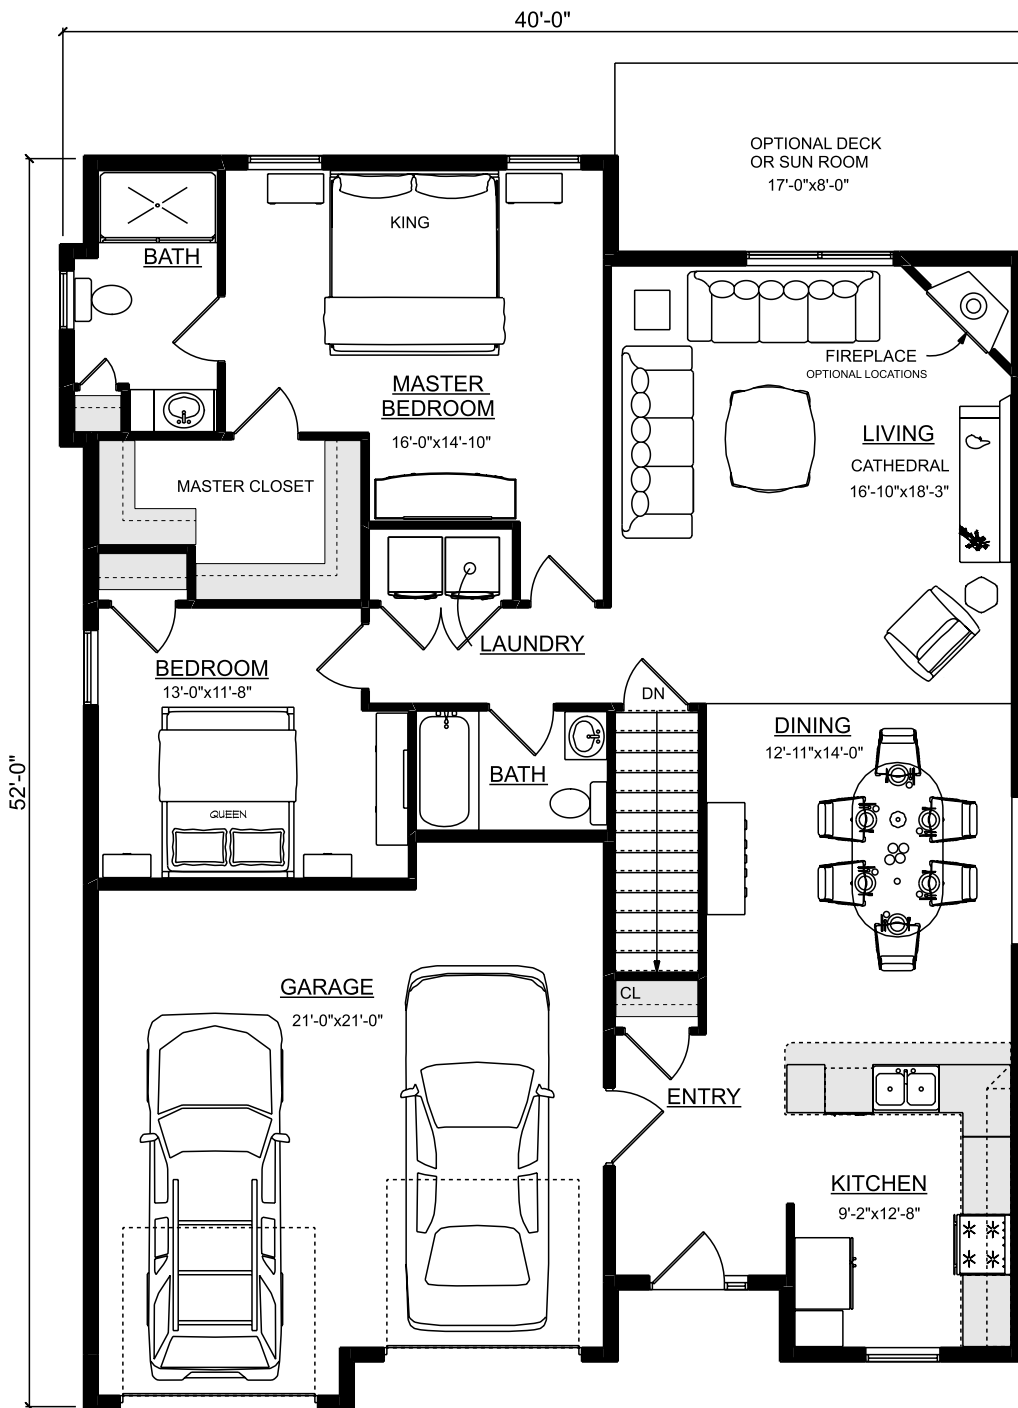 40'-0"
OPTIONAL DECK
OR SUN ROOM
17'-0"x8'-0"
KING
BATH
FIREPLACE
OPTIONAL LOCATIONS
MASTER
BEDROOM
16'-0"x14'-10"
LIVING
CATHEDRAL
16'-10"x18'-3"
MASTER CLOSET
LAUNDRY
BEDROOM
13'-0"x11'-8"
DN
DINING
12'-11"x14'-0"
BATH
52'-0"
QUEEN
GARAGE
21'-0"x21'-0"
CL
ENTRY
KITCHEN
9'-2"x12'-8"